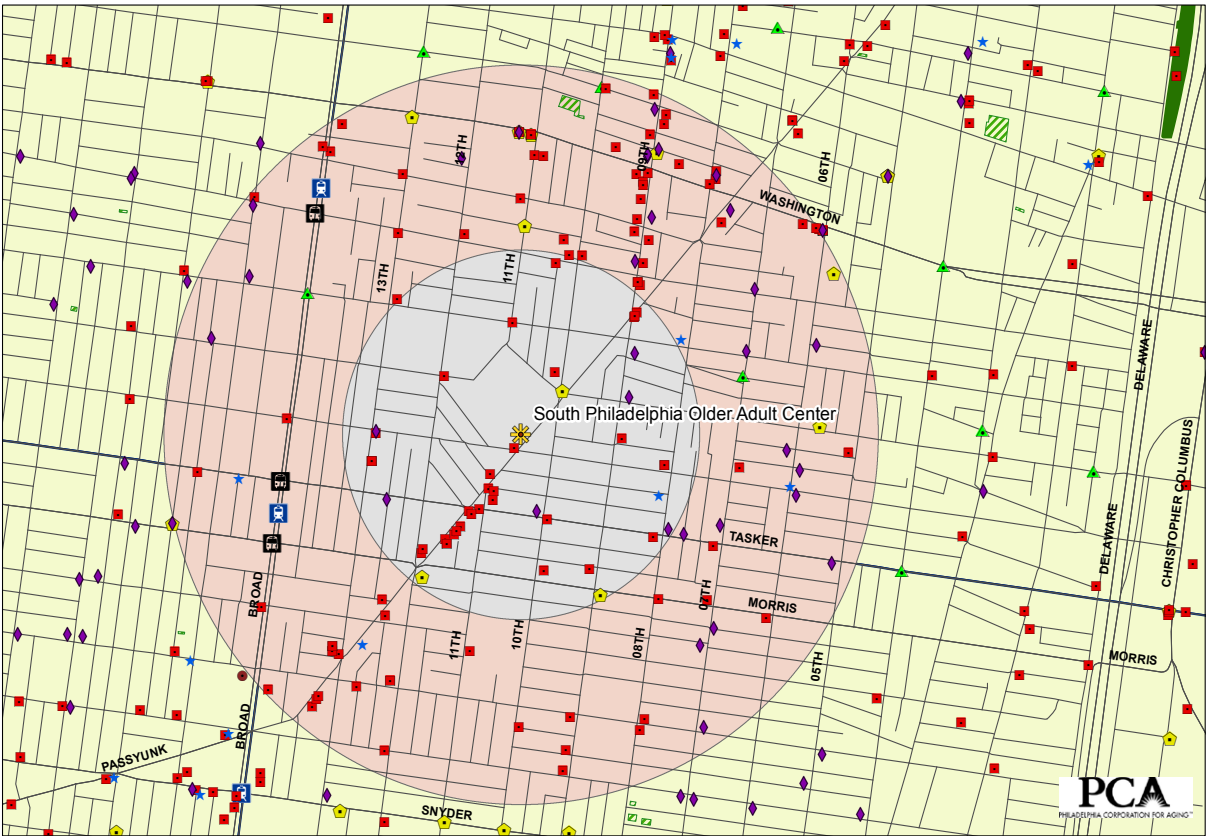 12TH
09TH
06TH
WASHINGTON
11TH
13TH
DELAWARE
South Philadelphia Older Adult Center
CHRISTOPHER COLUMBUS
DELAWARE
TASKER
BROAD
07TH
MORRIS
11TH
10TH
08TH
05TH
MORRIS
BROAD
PASSYUNK
SNYDER
PCA
PHILADELPHIA CORPORATION FOR AGING™